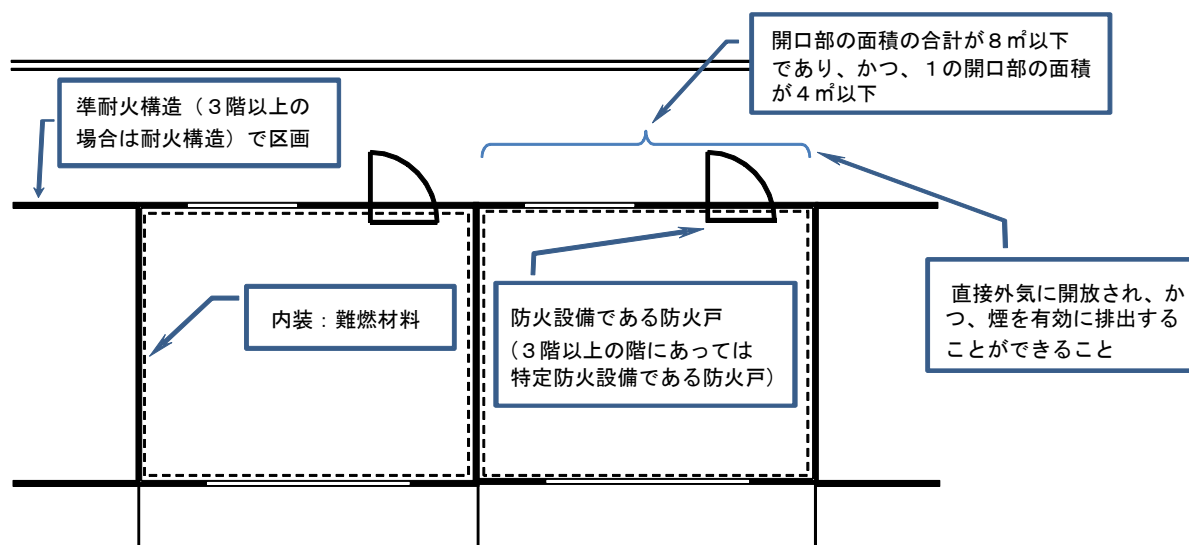 開口部の面積の合計が８㎡以下
であり、かつ、１の開口部の面積
が４㎡以下
準耐火構造（３階以上の
場合は耐火構造）で区画
直接外気に開放され、か
つ、煙を有効に排出する
ことができること
内装：難燃材料
防火設備である防火戸
（３階以上の階にあっては
特定防火設備である防火戸）